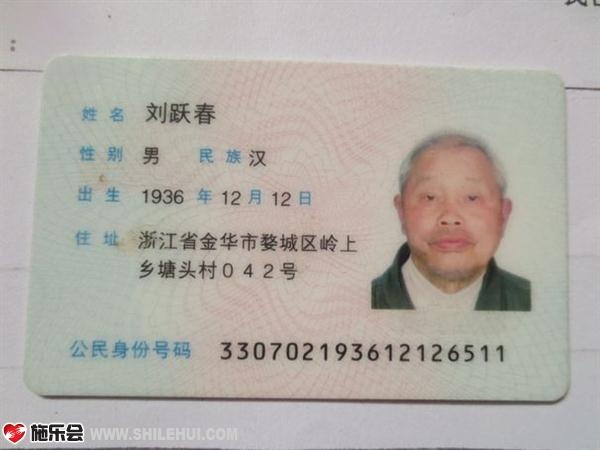 姓名 刘跃春
性别 男 民族 汉
出生 1936 年 12 月 12 日
住址 浙江省金华市婺城区岭上
乡塘头村042号
公民身份号码 330702193612126511
施乐会 WWW.SHILEHUI.COM